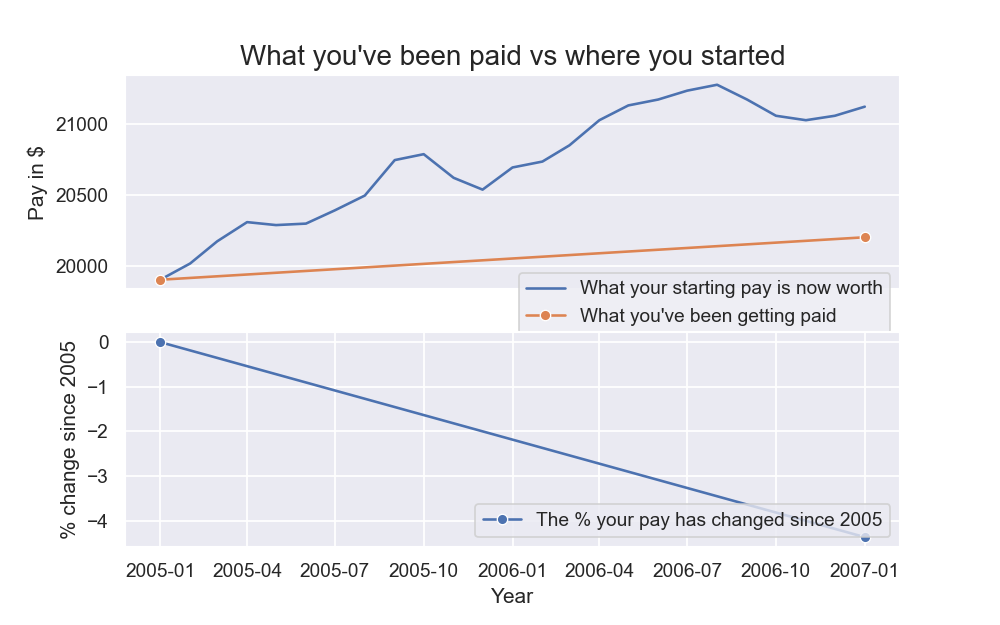 What you've been paid vs where you started
Pay in $
21000
20500
20000
What your starting pay is now worth
What you've been getting paid
% change since 2005
0
−1
−2
−3
−4
The % your pay has changed since 2005
2005-01 2005-04 2005-07 2005-10 2006-01 2006-04 2006-07 2006-10 2007-01
Year